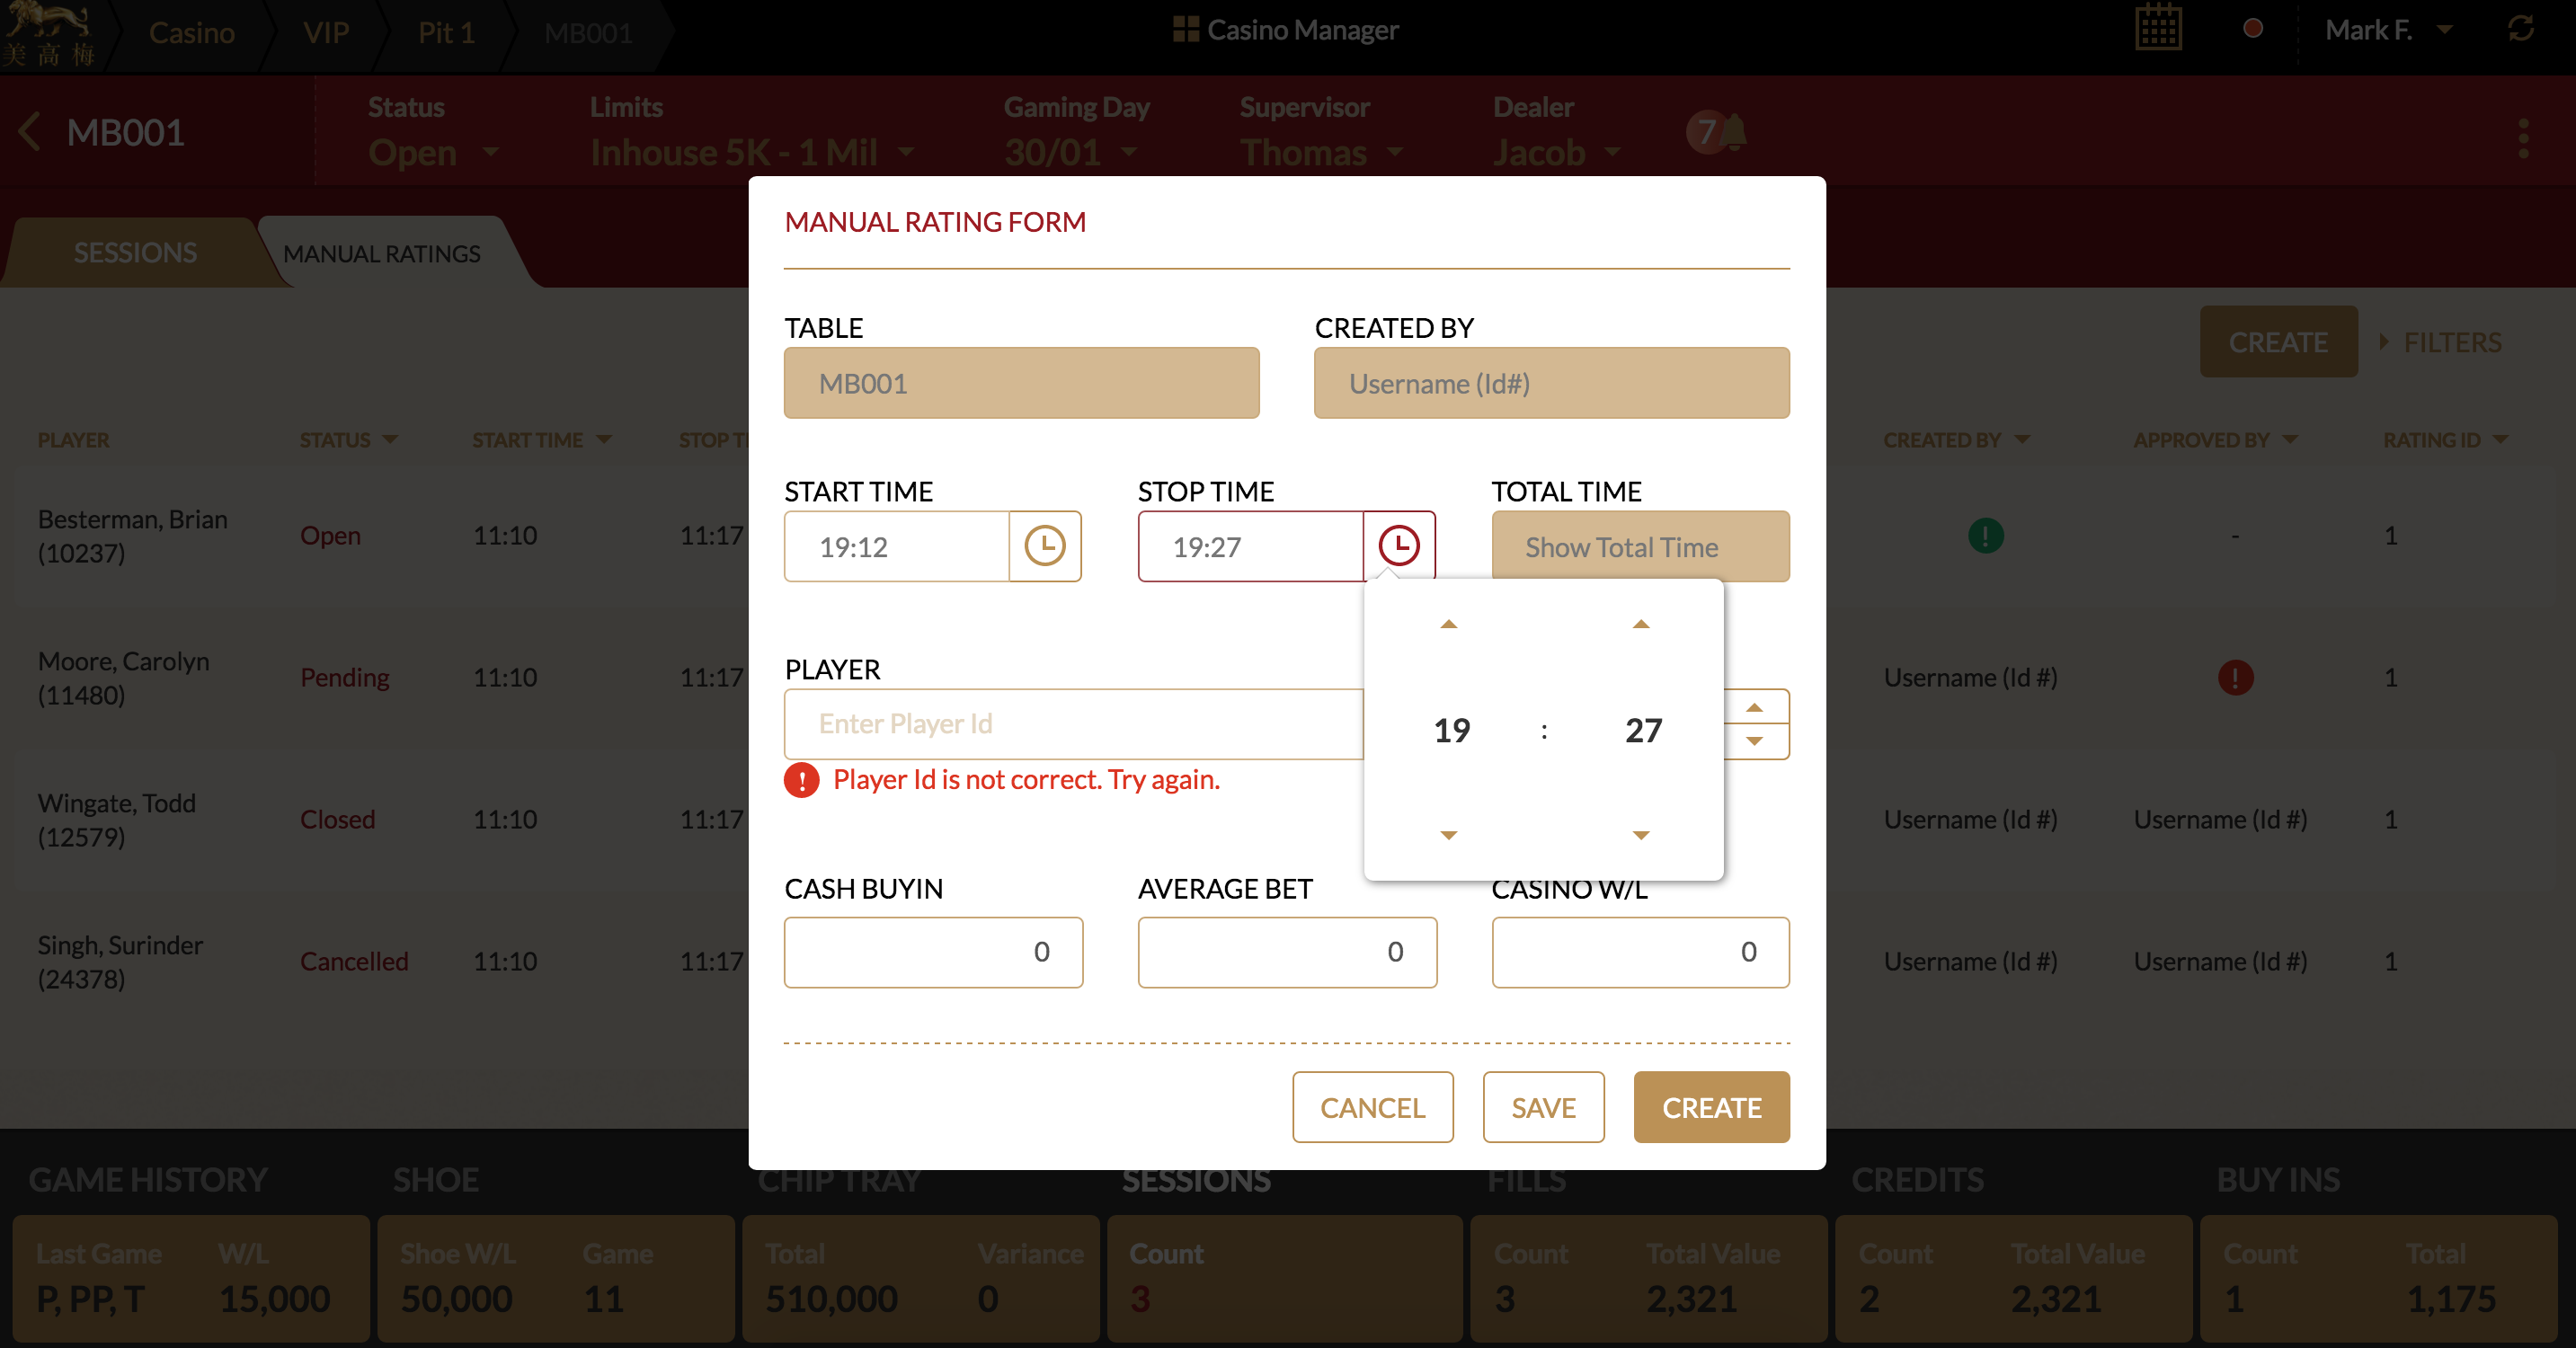 美高梅
Casino
VIP
Pit 1
MB001
Casino Manager
Mark F.
MB001
Status
Open
Limits
Inhouse 5K - 1 Mil
Gaming Day
30/01
Supervisor
Thomas
Dealer
Jacob
7
SESSIONS
MANUAL RATINGS
CREATE
FILTERS
PLAYER
STATUS
START TIME
STOP TI
CREATED BY
APPROVED BY
RATING ID
Besterman, Brian
(10237)
Open
11:10
11:17
-
1
Moore, Carolyn
(11480)
Pending
11:10
11:17
Username (Id #)
1
Wingate, Todd
(12579)
Closed
11:10
11:17
Username (Id #)
Username (Id #)
1
Singh, Surinder
(24378)
Cancelled
11:10
11:17
Username (Id #)
Username (Id #)
1
MANUAL RATING FORM
TABLE
MB001
CREATED BY
Username (Id#)
START TIME
19:12
STOP TIME
19:27
TOTAL TIME
Show Total Time
19 : 27
PLAYER
Enter Player Id
Player Id is not correct. Try again.
CASH BUYIN
0
AVERAGE BET
0
CASINO W/L
0
CANCEL
SAVE
CREATE
GAME HISTORY
Last Game
P, PP, T
W/L
15,000
SHOE
Shoe W/L
50,000
Game
11
CHIP TRAY
Total
510,000
Variance
0
SESSIONS
Count
3
FILLS
Count
3
Total Value
2,321
CREDITS
Count
2
Total Value
2,321
BUY INS
Count
1
Total
1,175